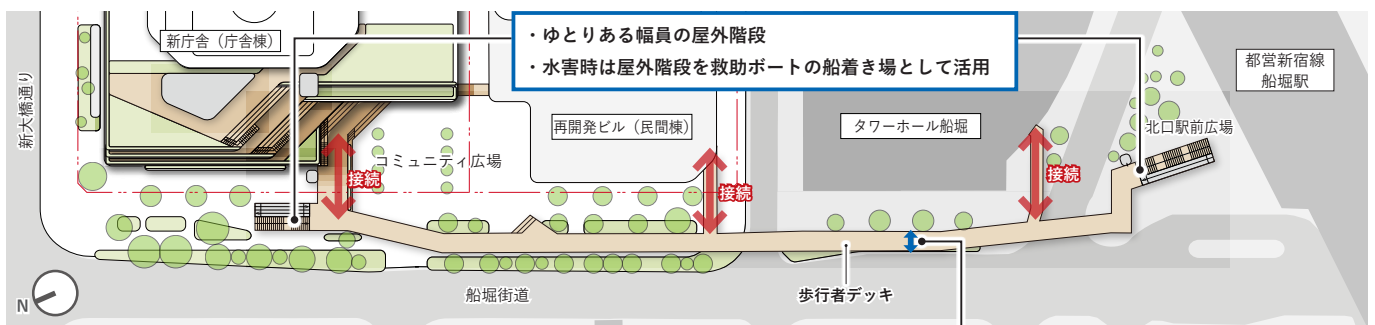 ・ゆとりある幅員の屋外階段
・水害時は屋外階段を救助ボートの船着き場として活用
新庁舎（庁舎棟）
新大橋通り
コミュニティ広場
再開発ビル（民間棟）
タワーホール船堀
都営新宿線
船堀駅
北口駅前広場
接続
接続
接続
歩行者デッキ
船堀街道
N